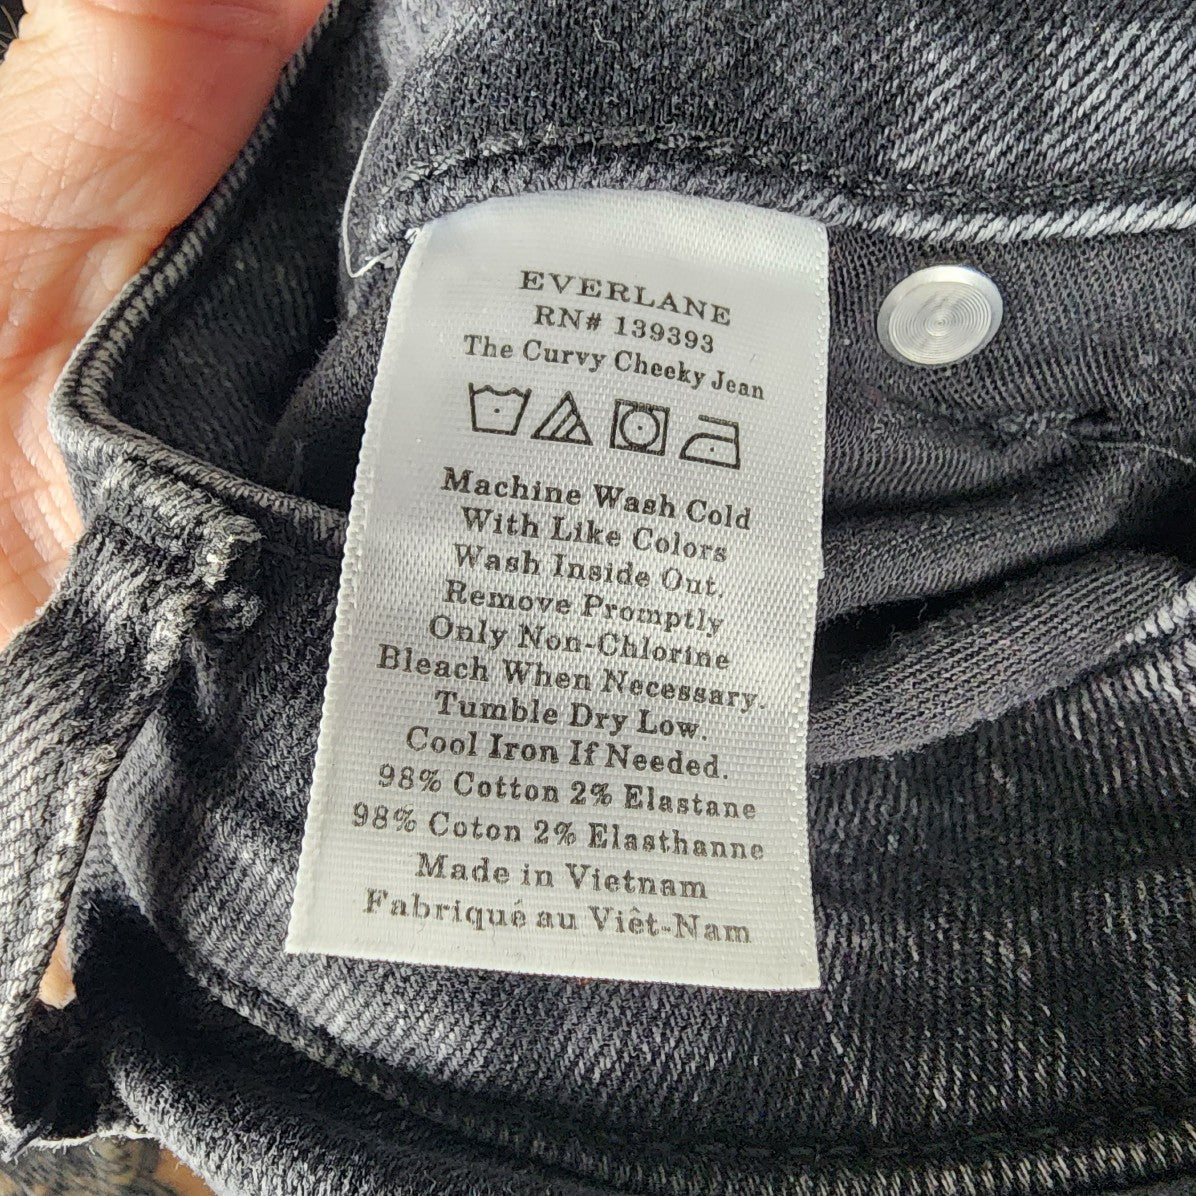 EVERLANE
RN# 139393
The Curvy Cheeky Jean
Machine Wash Cold
With Like Colors
Wash Inside Out.
Remove Promptly
Only Non-Chlorine
Bleach When Necessary.
Tumble Dry Low.
Cool Iron If Needed.
98% Cotton 2% Elastane
98% Coton 2% Elasthanne
Made in Vietnam
Fabriqué au Viêt-Nam